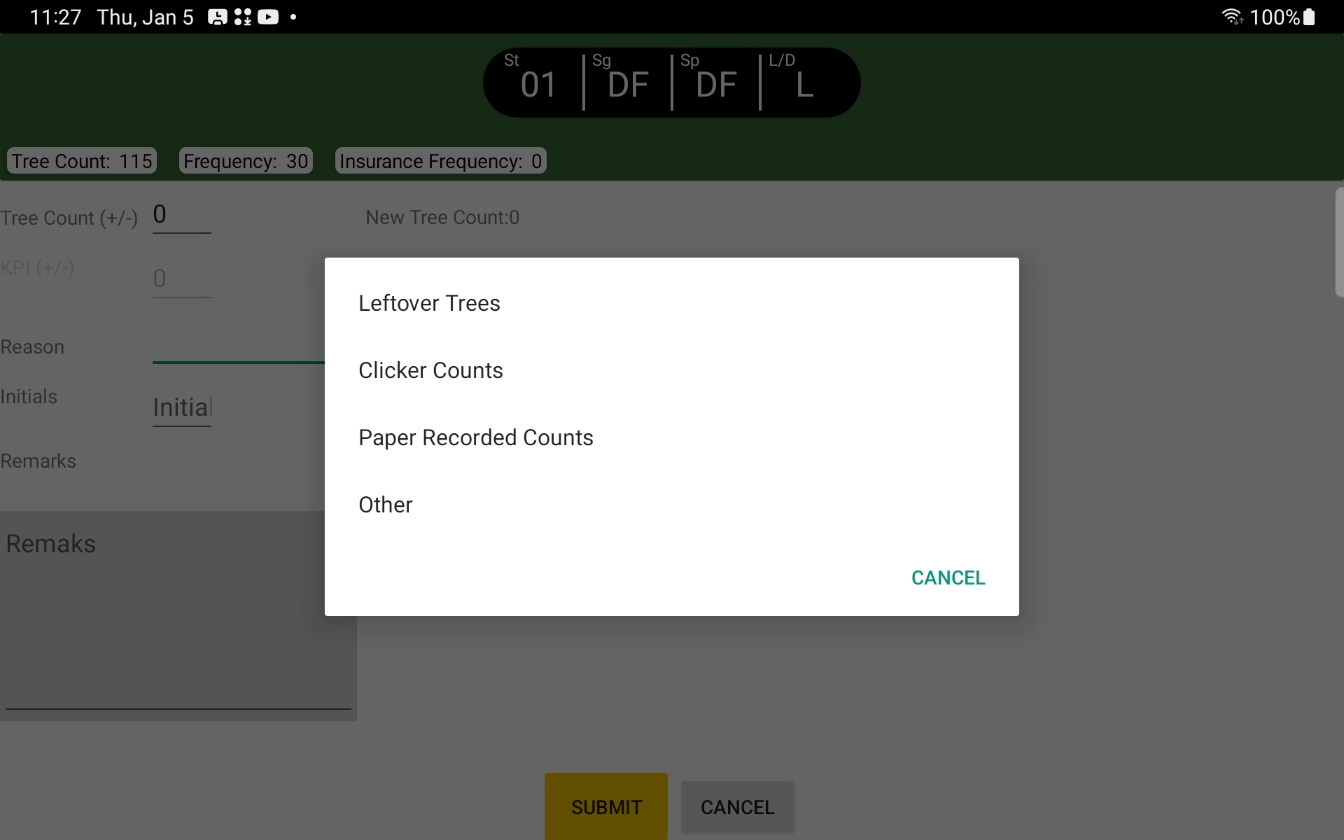 11:27 Thu, Jan 5 100%
St Sg Sp L/D
01 DF DF L
Tree Count: 115 Frequency: 30 Insurance Frequency: 0
Tree Count (+/-) 0 New Tree Count:0
KPI (+/-) 0
Leftover Trees
Reason
Clicker Counts
Initials Initial
Paper Recorded Counts
Remarks
Other
Remaks
CANCEL
SUBMIT CANCEL